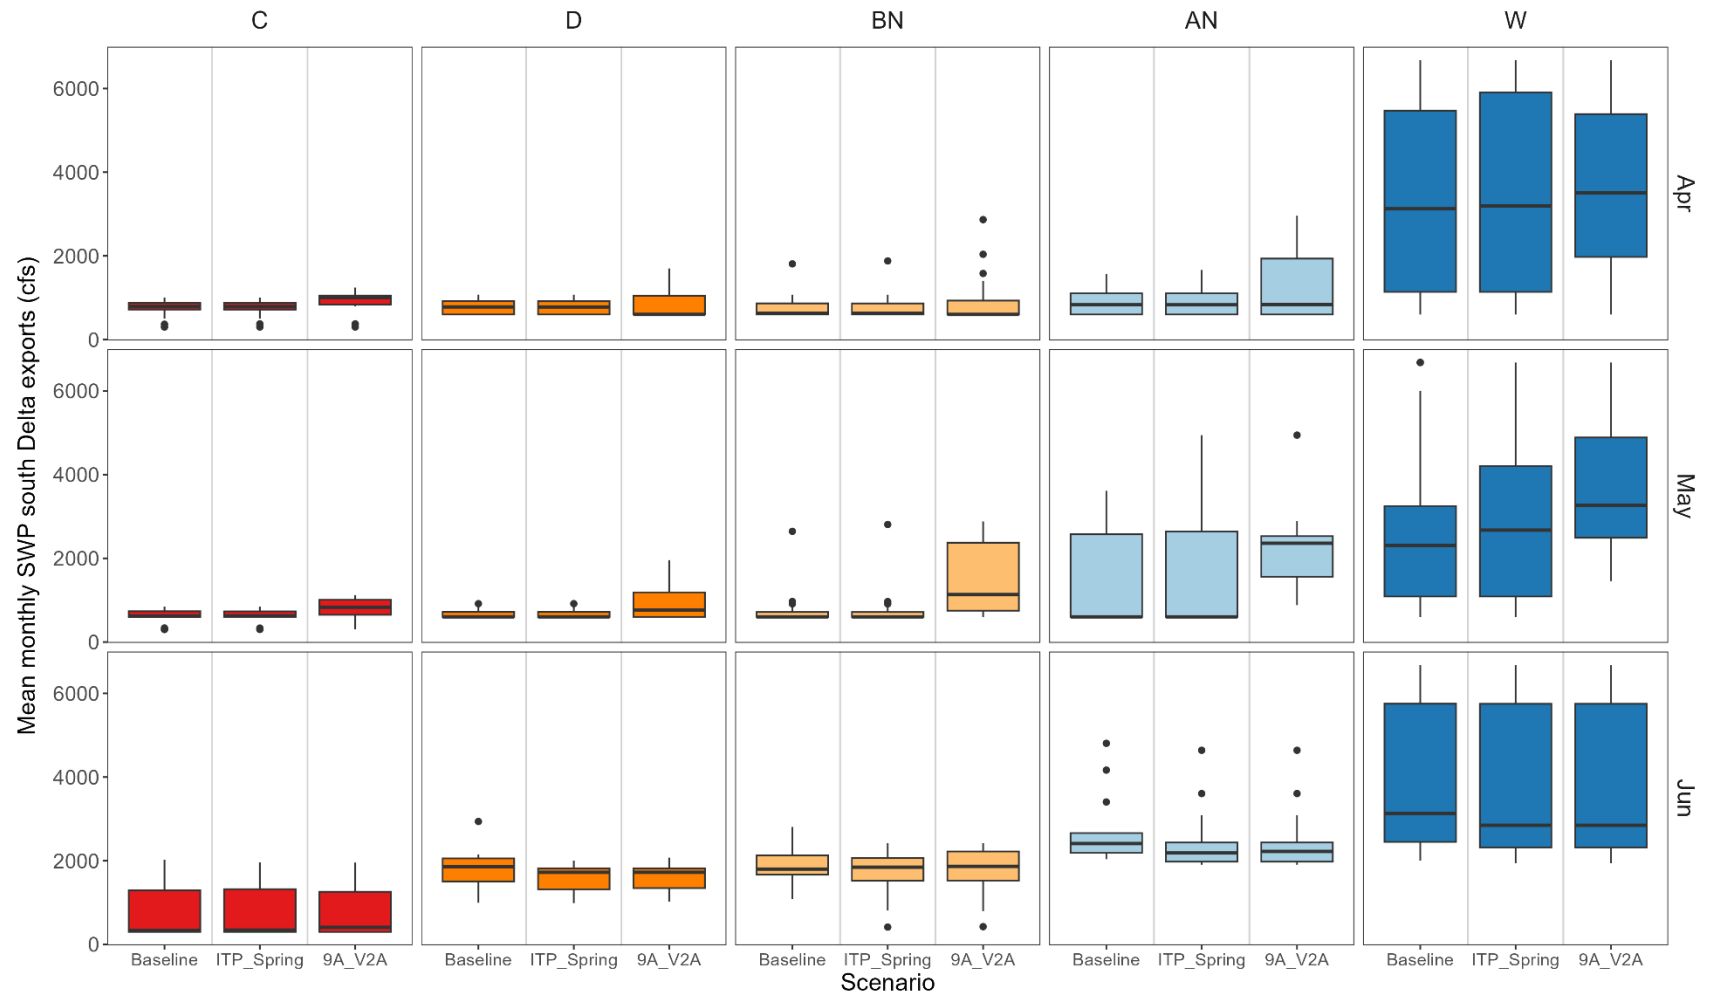 C D BN AN W
Mean monthly SWP south Delta exports (cfs)
6000
4000
2000
0
Apr
6000
4000
2000
0
May
6000
4000
2000
0
Jun
Baseline ITP_Spring 9A_V2A Baseline ITP_Spring 9A_V2A Baseline ITP_Spring 9A_V2A Baseline ITP_Spring 9A_V2A Baseline ITP_Spring 9A_V2A
Scenario